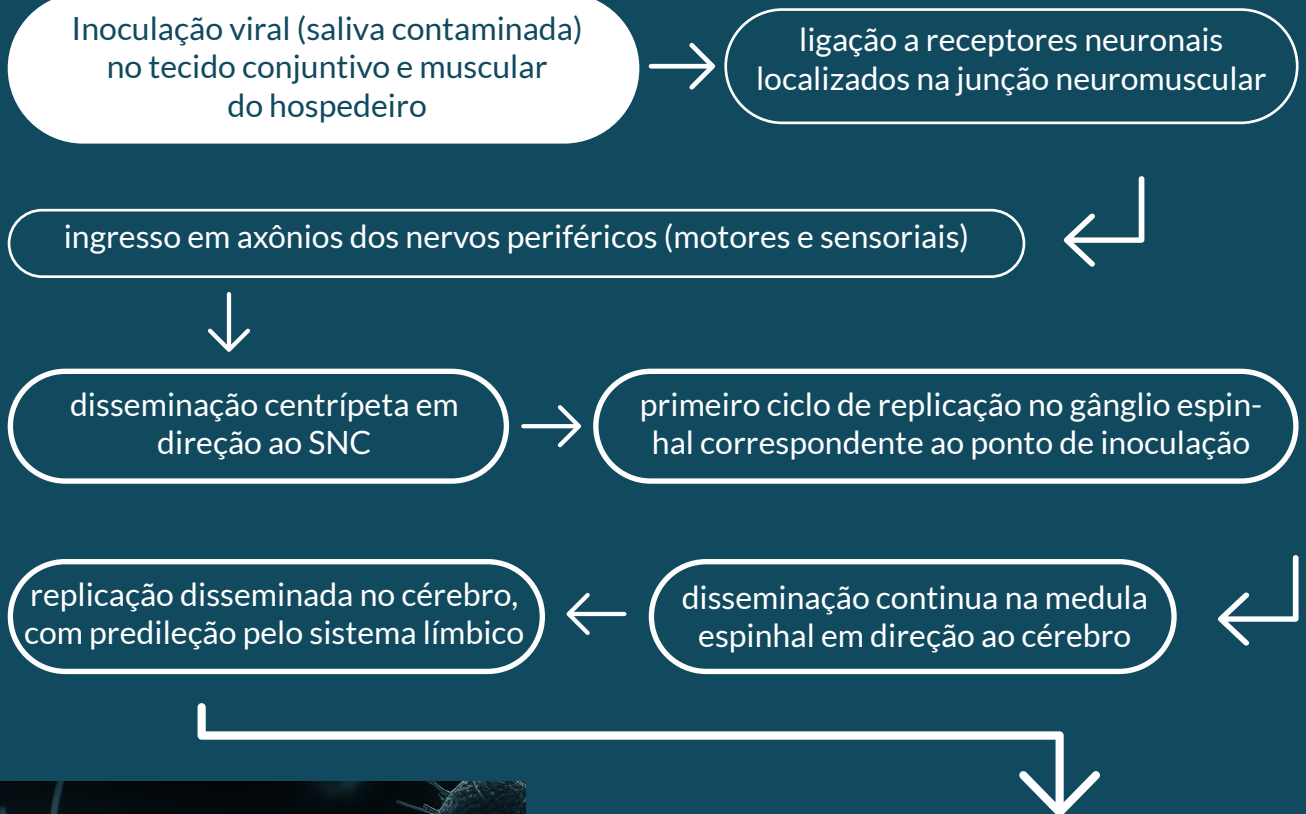 Inoculação viral (saliva contaminada)
no tecido conjuntivo e muscular
do hospedeiro
ligação a receptores neuronais
localizados na junção neuromuscular
ingresso em axônios dos nervos periféricos (motores e sensoriais)
disseminação centrípeta em
direção ao SNC
primeiro ciclo de replicação no gânglio espin-
hal correspondente ao ponto de inoculação
disseminação continua na medula
espinhal em direção ao cérebro
replicação disseminada no cérebro,
com predileção pelo sistema límbico